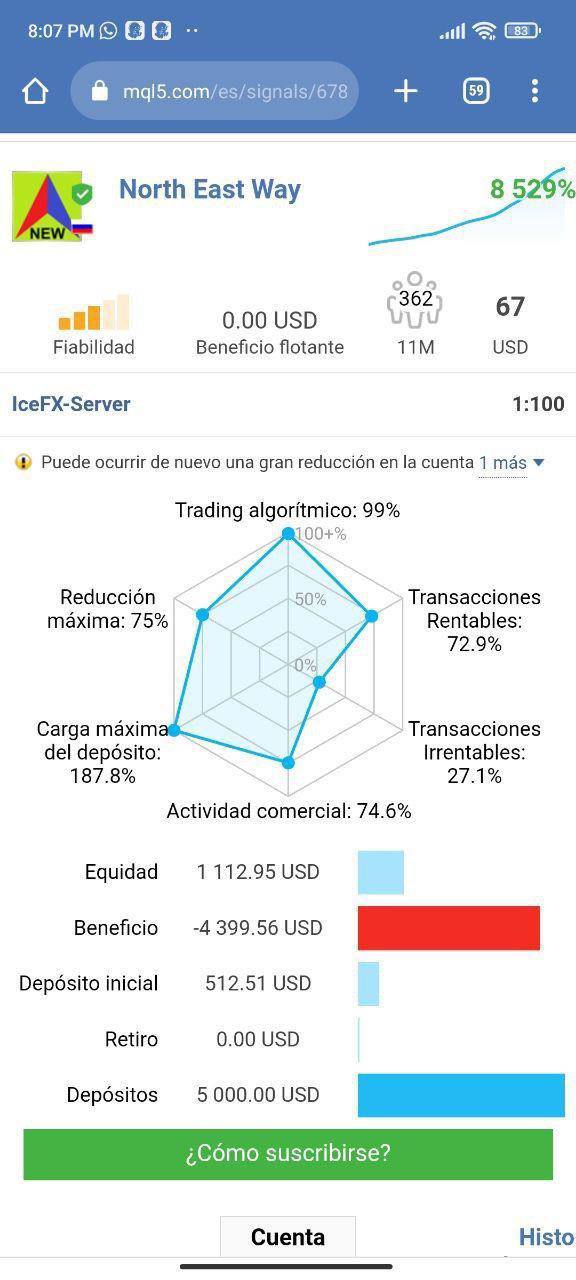 8:07 PM
83
mql5.com/es/signals/678
59
NEW
North East Way
8 529%
Fiabilidad
0.00 USD
Beneficio flotante
362
11M
67
USD
IceFX-Server
1:100
Puede ocurrir de nuevo una gran reducción en la cuenta 1 más
Trading algorítmico: 99%
100+%
50%
0%
Reducción
máxima: 75%
Transacciones
Rentables:
72.9%
Carga máxima
del depósito:
187.8%
Transacciones
Irrentables:
27.1%
Actividad comercial: 74.6%
Equidad 1 112.95 USD
Beneficio -4 399.56 USD
Depósito inicial 512.51 USD
Retiro 0.00 USD
Depósitos 5 000.00 USD
¿Cómo suscribirse?
Cuenta
Histo